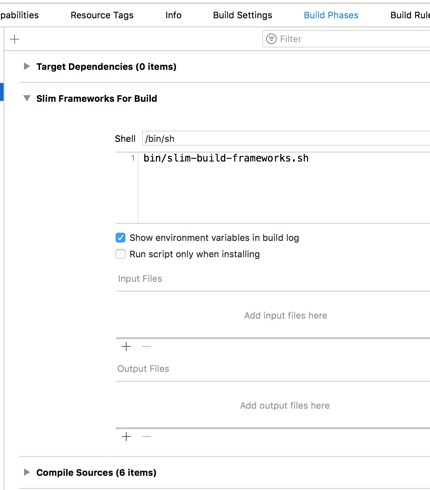 pabilities Resource Tags Info Build Settings Build Phases Build Rule
+ Filter
Target Dependencies (0 items)
Slim Frameworks For Build
Shell /bin/sh
1 bin/slim-build-frameworks.sh
Show environment variables in build log
Run script only when installing
Input Files
Add input files here
+ —
Output Files
Add output files here
+ —
Compile Sources (6 items)